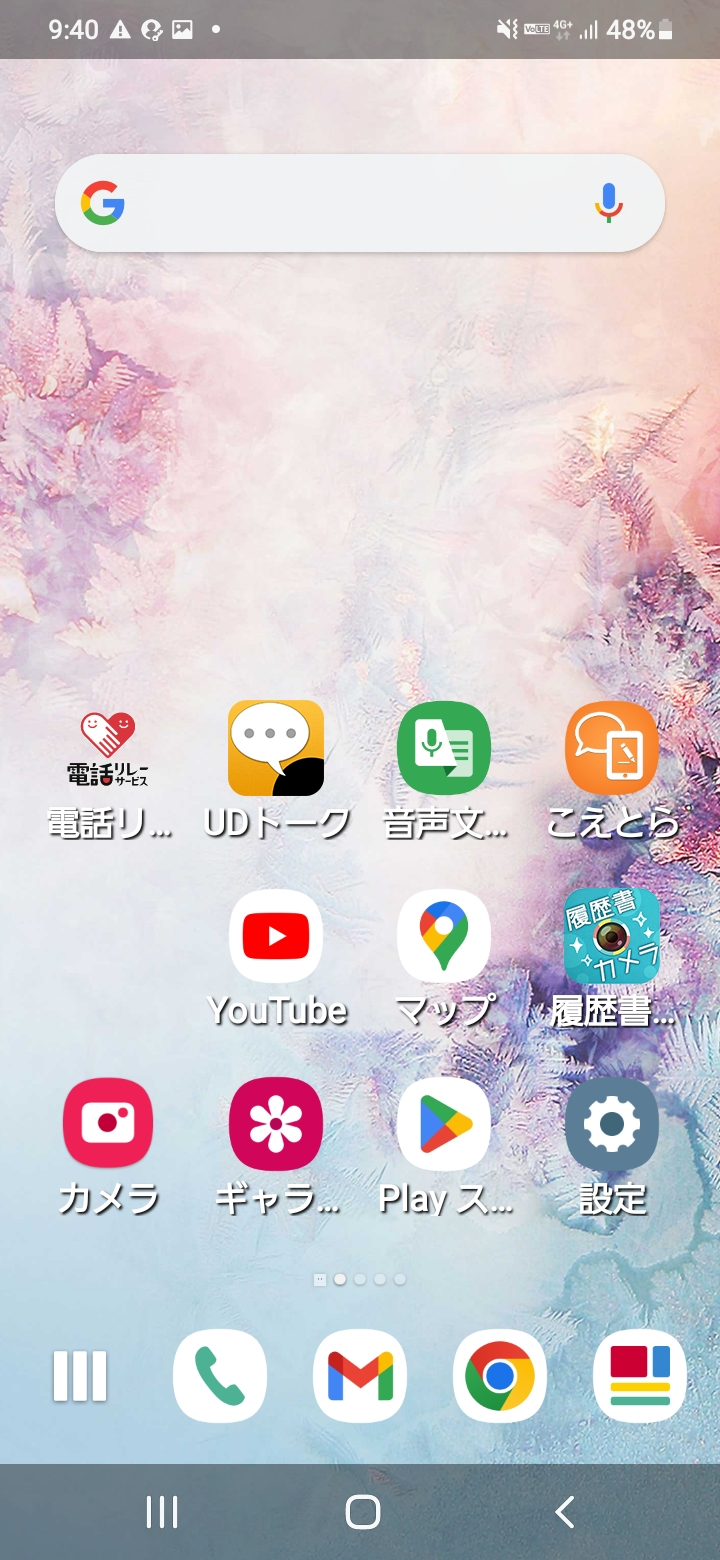 9:40
VoLTE 4G+ 48%
電話リレー
サービス
電話リ...
UDトーク
音声文...
こえとら
履歴書
カメラ
YouTube
マップ
履歴書...
カメラ
ギャラ...
Play ス...
設定